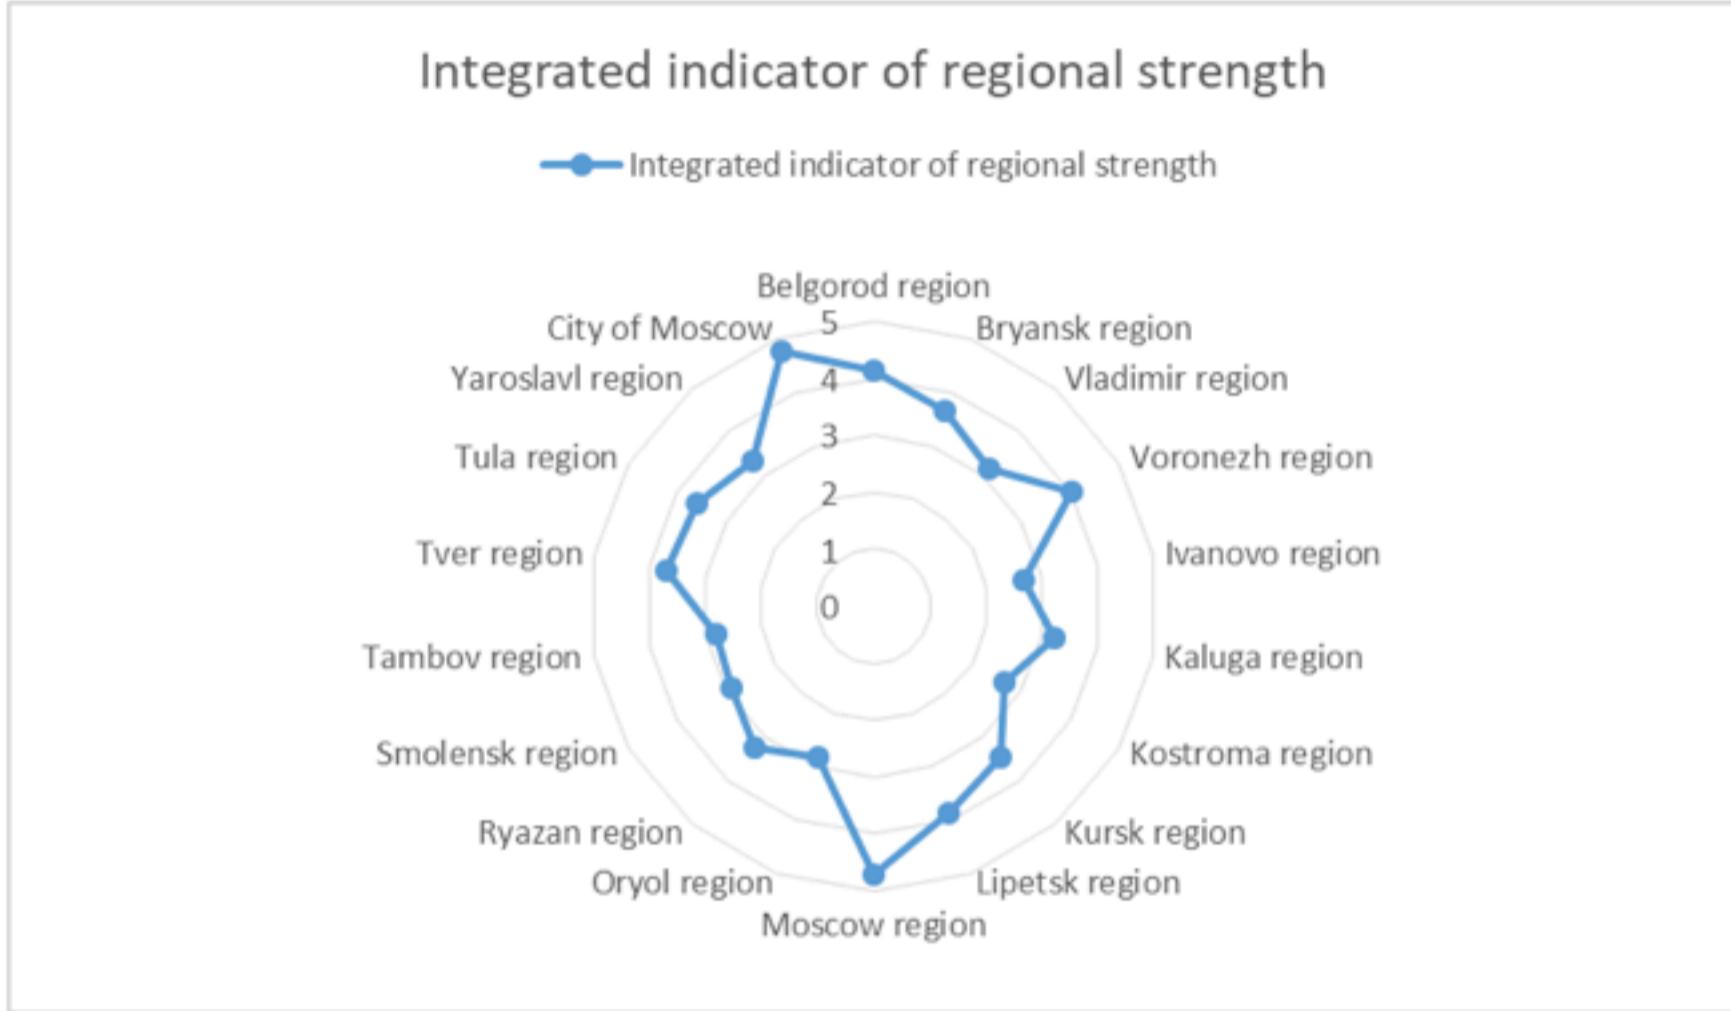 Integrated indicator of regional strength
Integrated indicator of regional strength
Belgorod region
City of Moscow
5
Bryansk region
Yaroslavl region
4
Vladimir region
3
Tula region
Voronezh region
2
Tver region
1
Ivanovo region
0
Tambov region
Kaluga region
Smolensk region
Kostroma region
Ryazan region
Kursk region
Oryol region
Lipetsk region
Moscow region